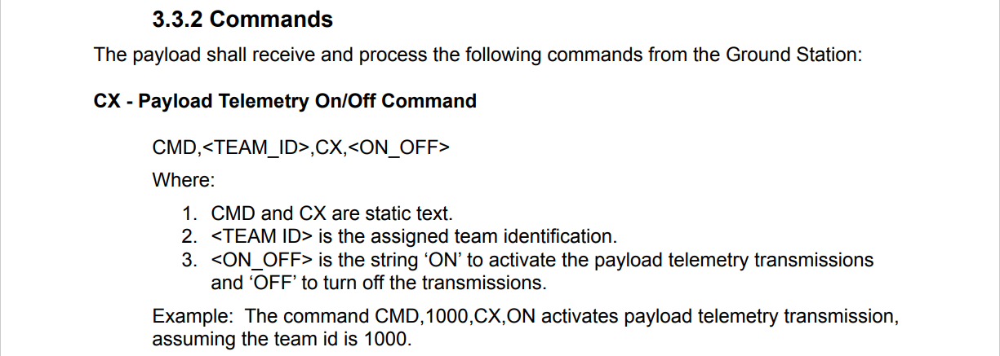 3.3.2 Commands
The payload shall receive and process the following commands from the Ground Station:
CX - Payload Telemetry On/Off Command
CMD,<TEAM_ID>,CX,<ON_OFF>
Where:
1. CMD and CX are static text.
2. <TEAM ID> is the assigned team identification.
3. <ON_OFF> is the string ‘ON’ to activate the payload telemetry transmissions
and ‘OFF’ to turn off the transmissions.
Example: The command CMD,1000,CX,ON activates payload telemetry transmission,
assuming the team id is 1000.